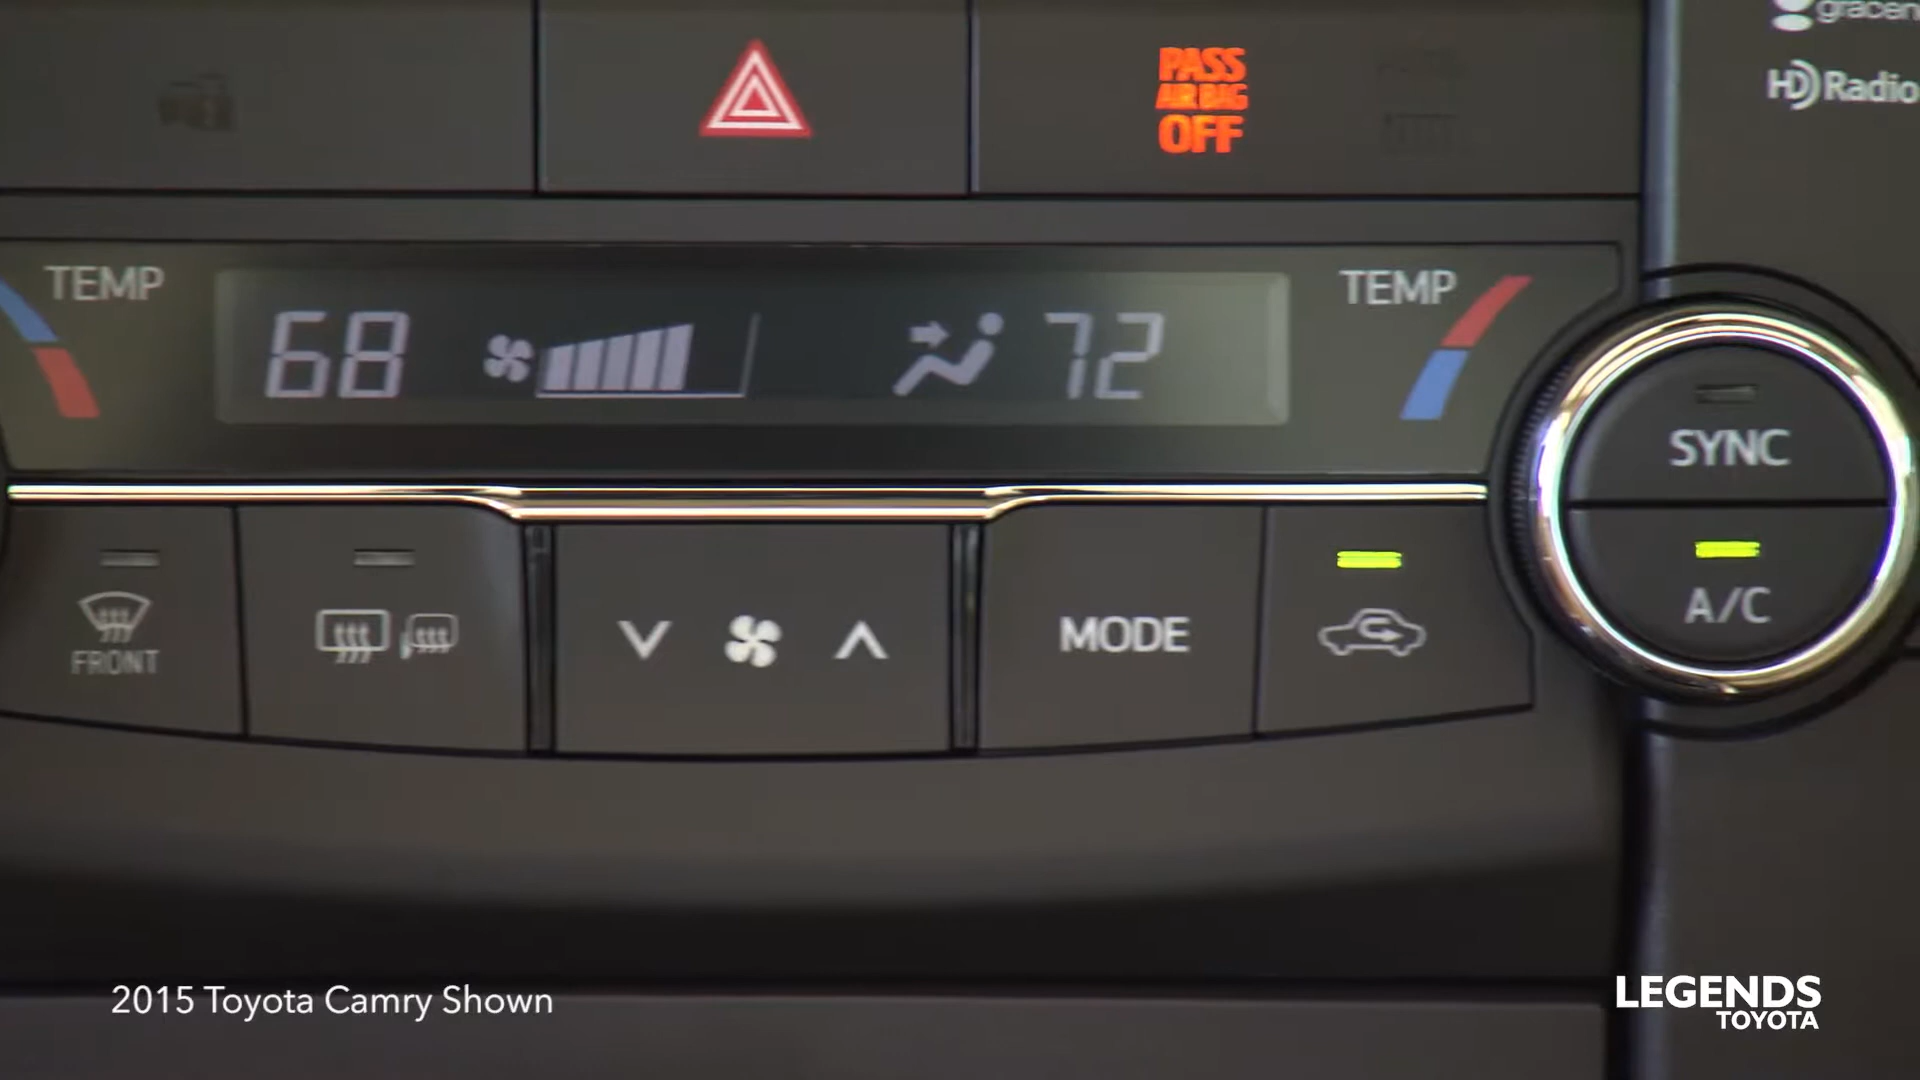 gracen
HD Radio
PASS
AIR BAG
OFF
TEMP
68
72
TEMP
SYNC
A/C
FRONT
MODE
2015 Toyota Camry Shown
LEGENDS
TOYOTA